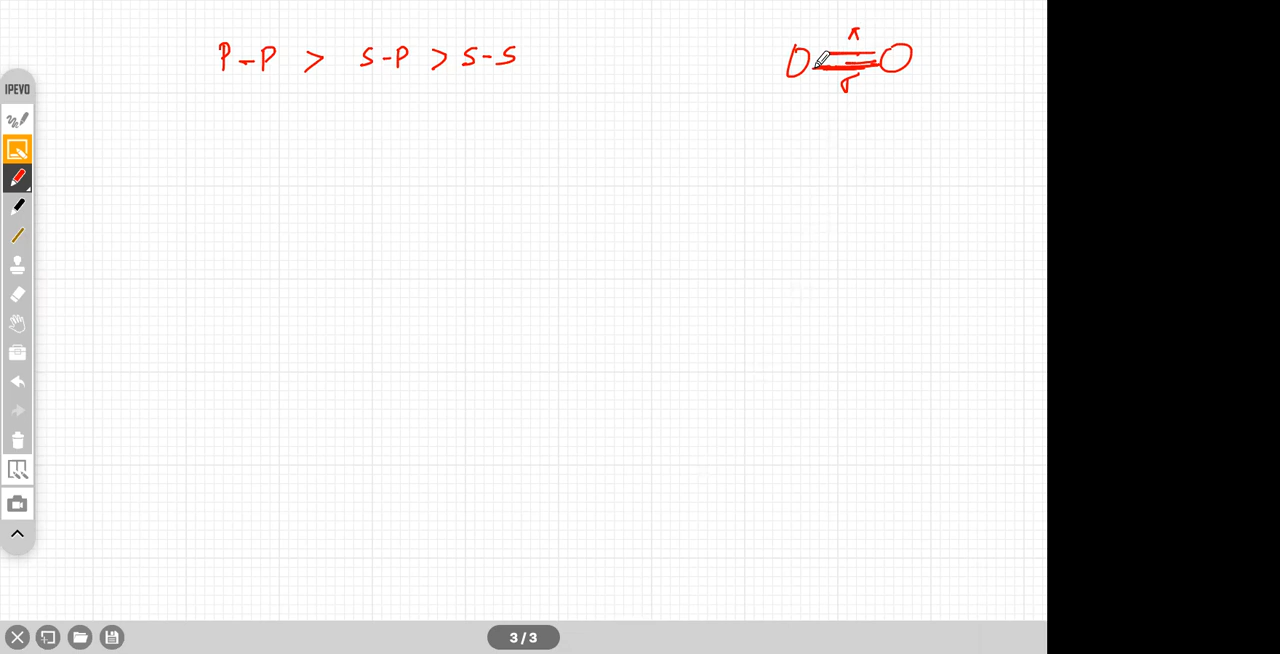 π
P-P > S-P > S-S O=O
σ
IPEVO
3/3